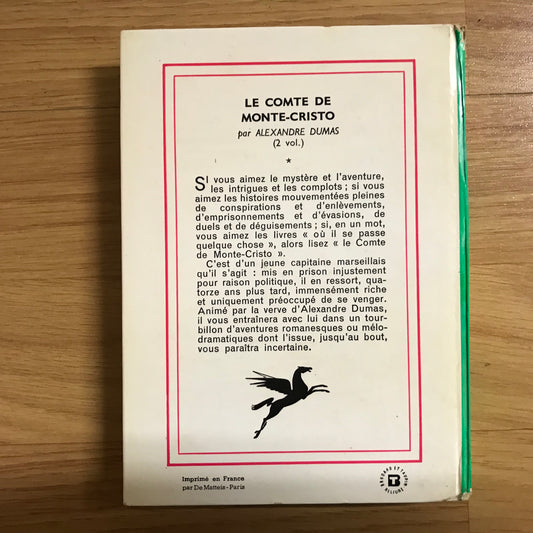 LE COMTE DE
MONTE-CRISTO
par ALEXANDRE DUMAS
(2 vol.)
*
SI vous aimez le mystère et l'aventure,
les intrigues et les complots ; si vous
aimez les histoires mouvementées pleines
de conspirations et d'enlèvements,
d'emprisonnements et d'évasions, de
duels et de déguisements ; si, en un mot,
vous aimez les livres « où il se passe
quelque chose », alors lisez « le Comte
de Monte-Cristo ».
C'est d'un jeune capitaine marseillais
qu'il s'agit : mis en prison injustement
pour raison politique, il en ressort, qua-
torze ans plus tard, immensément riche
et uniquement préoccupé de se venger.
Animé par la verve d'Alexandre Dumas,
il vous entraînera avec lui dans un tour-
billon d'aventures romanesques ou mélo-
dramatiques dont l'issue, jusqu'au bout,
vous paraîtra incertaine.
Imprimé en France
par De Matteis - Paris
BRODARD ET TAUPIN
RELIURE